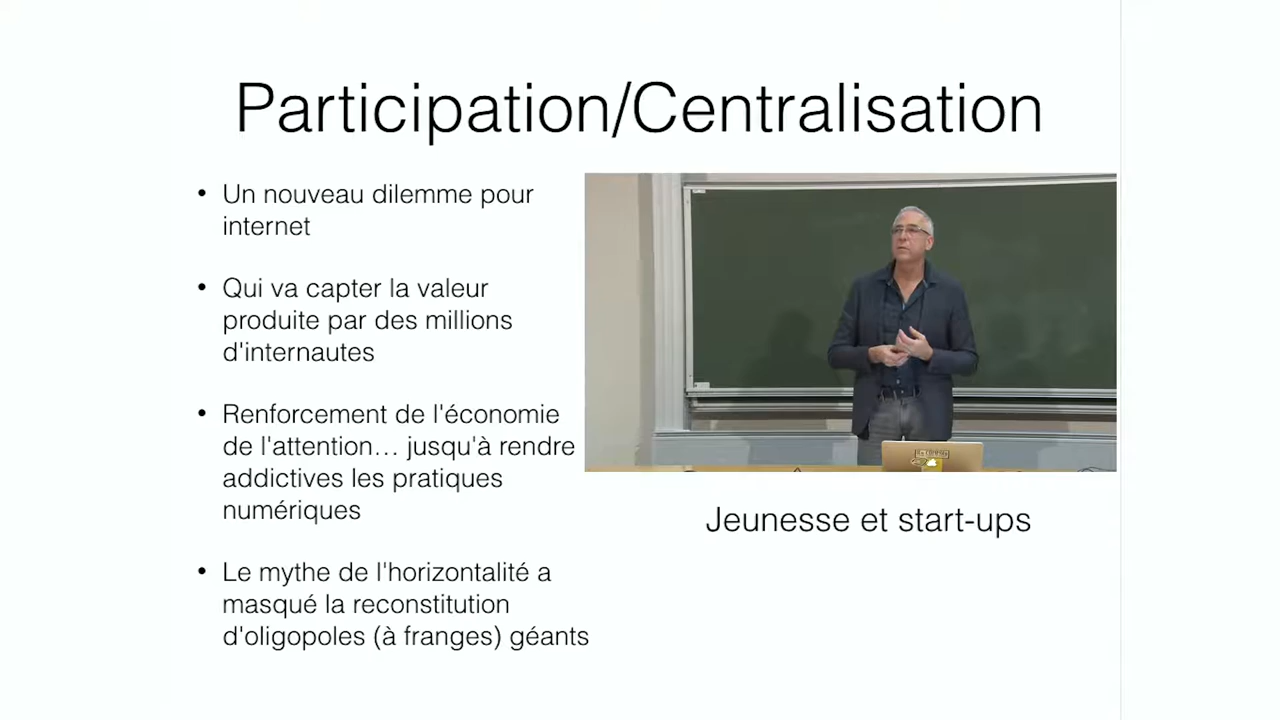 Participation/Centralisation
• Un nouveau dilemme pour
internet
• Qui va capter la valeur
produite par des millions
d'internautes
• Renforcement de l'économie
de l'attention… jusqu'à rendre
addictives les pratiques
numériques
• Le mythe de l'horizontalité a
masqué la reconstitution
d'oligopoles (à franges) géants
Jeunesse et start-ups